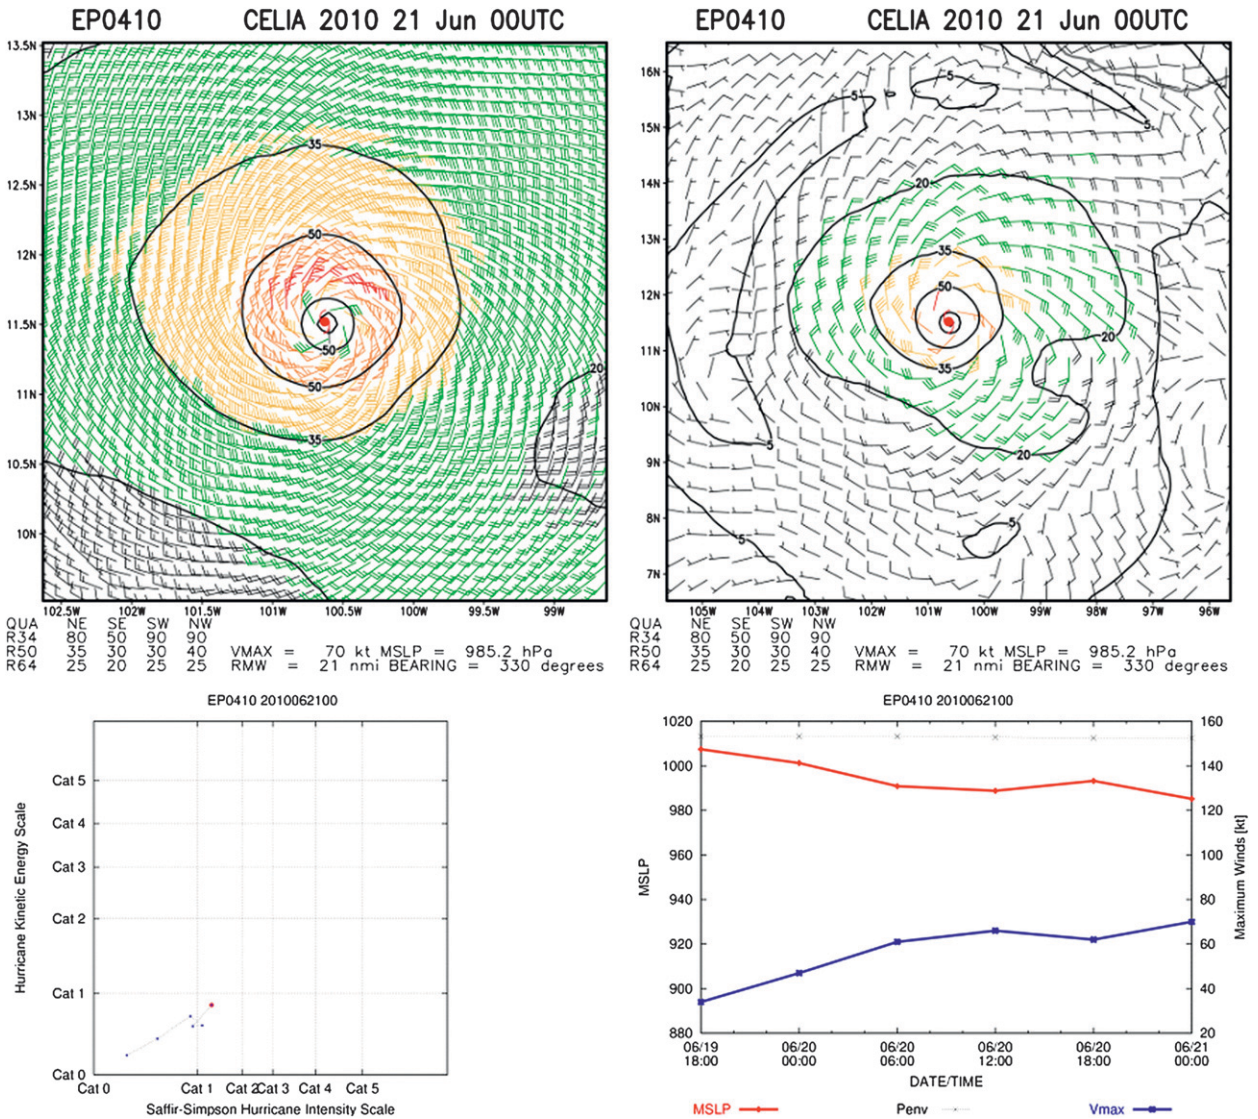 EP0410 CELIA 2010 21 Jun 00UTC
13.5N
13N
12.5N
12N
11.5N
11N
10.5N
10N
35
50
50
50
35
20
102.5W 102W 101.5W 101W 100.5W 100W 99.5W 99W
QUA NE SE SW NW
R34 80 50 90 90
R50 35 30 30 40 VMAX = 70 kt MSLP = 985.2 hPa
R64 25 20 25 25 RMW = 21 nmi BEARING = 330 degrees
EP0410 CELIA 2010 21 Jun 00UTC
16N
15N
14N
13N
12N
11N
10N
9N
8N
7N
5
5
5
20
35
50
20
35
5
20
5
5
105W 104W 103W 102W 101W 100W 99W 98W 97W 96W
QUA NE SE SW NW
R34 80 50 90 90
R50 35 30 30 40 VMAX = 70 kt MSLP = 985.2 hPa
R64 25 20 25 25 RMW = 21 nmi BEARING = 330 degrees
EP0410 2010062100
Hurricane Kinetic Energy Scale
Cat 5
Cat 4
Cat 3
Cat 2
Cat 1
Cat 0
Cat 0 Cat 1 Cat 2 Cat 3 Cat 4 Cat 5
Saffir-Simpson Hurricane Intensity Scale
EP0410 2010062100
MSLP
1020
1000
980
960
940
920
900
880
160
140
120
100
80
60
40
20
Maximum Winds [kt]
06/19 06/20 06/20 06/20 06/20 06/21
18:00 00:00 06:00 12:00 18:00 00:00
DATE/TIME
MSLP Penv Vmax